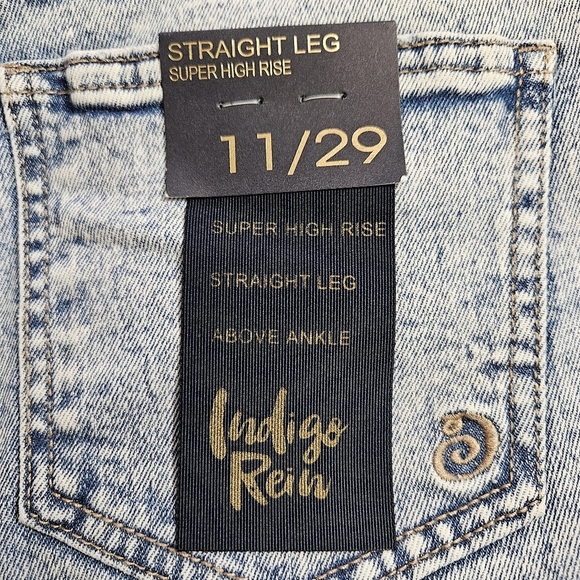 STRAIGHT LEG
SUPER HIGH RISE
11/29
SUPER HIGH RISE
STRAIGHT LEG
ABOVE ANKLE
Indigo
Rein